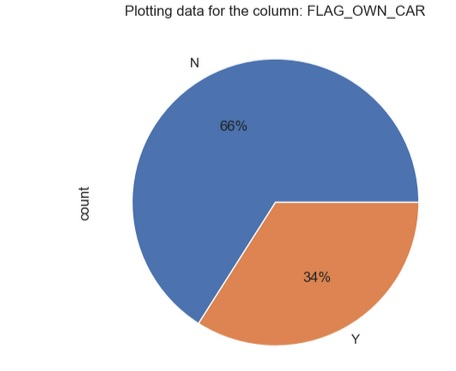 Plotting data for the column: FLAG_OWN_CAR
N
66%
count
34%
Y